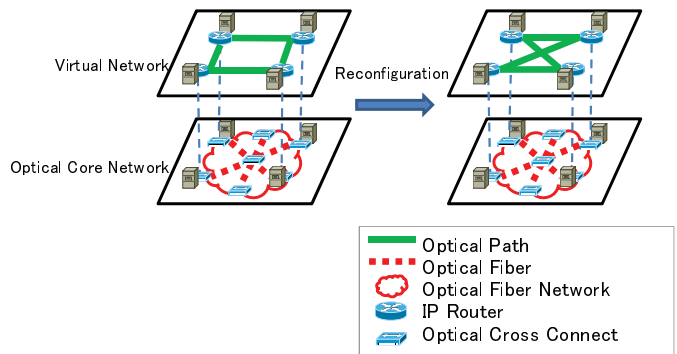 Virtual Network
Reconfiguration
Optical Core Network
Optical Path
Optical Fiber
Optical Fiber Network
IP Router
Optical Cross Connect